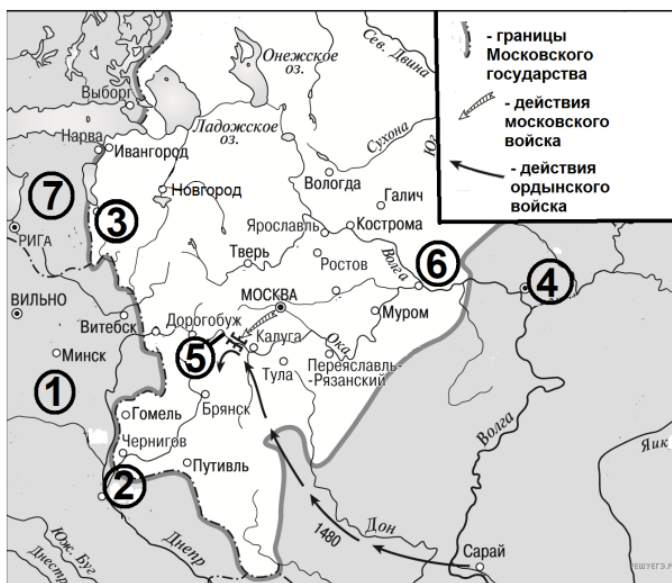 - границы
Московского
государства
- действия
московского
войска
- действия
ордынского
войска
Онежское
оз.
Сев. Двина
Выборг
Ладожское
оз.
Сухона
Юг
Нарва
Ивангород
Новгород
Вологда
Галич
7
3
Ярославль
Кострома
РИГА
Тверь
Ростов
Волга
6
4
ВИЛЬНО
Витебск
Дорогобуж
МОСКВА
Муром
Минск
5
Калуга
Ока
Тула
Переяславль-
Рязанский
1
Гомель
Брянск
Чернигов
Путивль
Волга
Яик
2
Дон
1480
Сарай
Юж. Буг
Днестр
Днепр
РЕШУЕГЭ.РФ